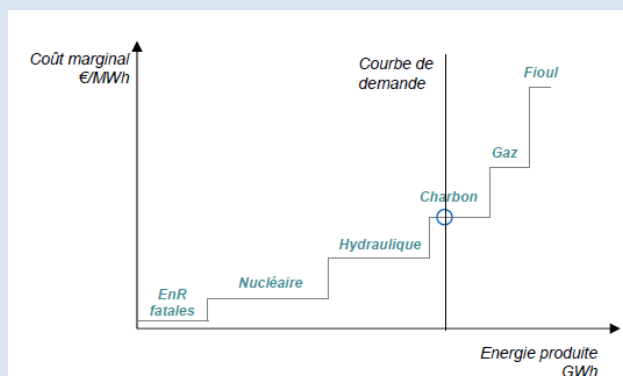 Coût marginal
€/MWh
Courbe de
demande
Fioul
Gaz
Charbon
Hydraulique
Nucléaire
EnR
fatales
Energie produite
GWh